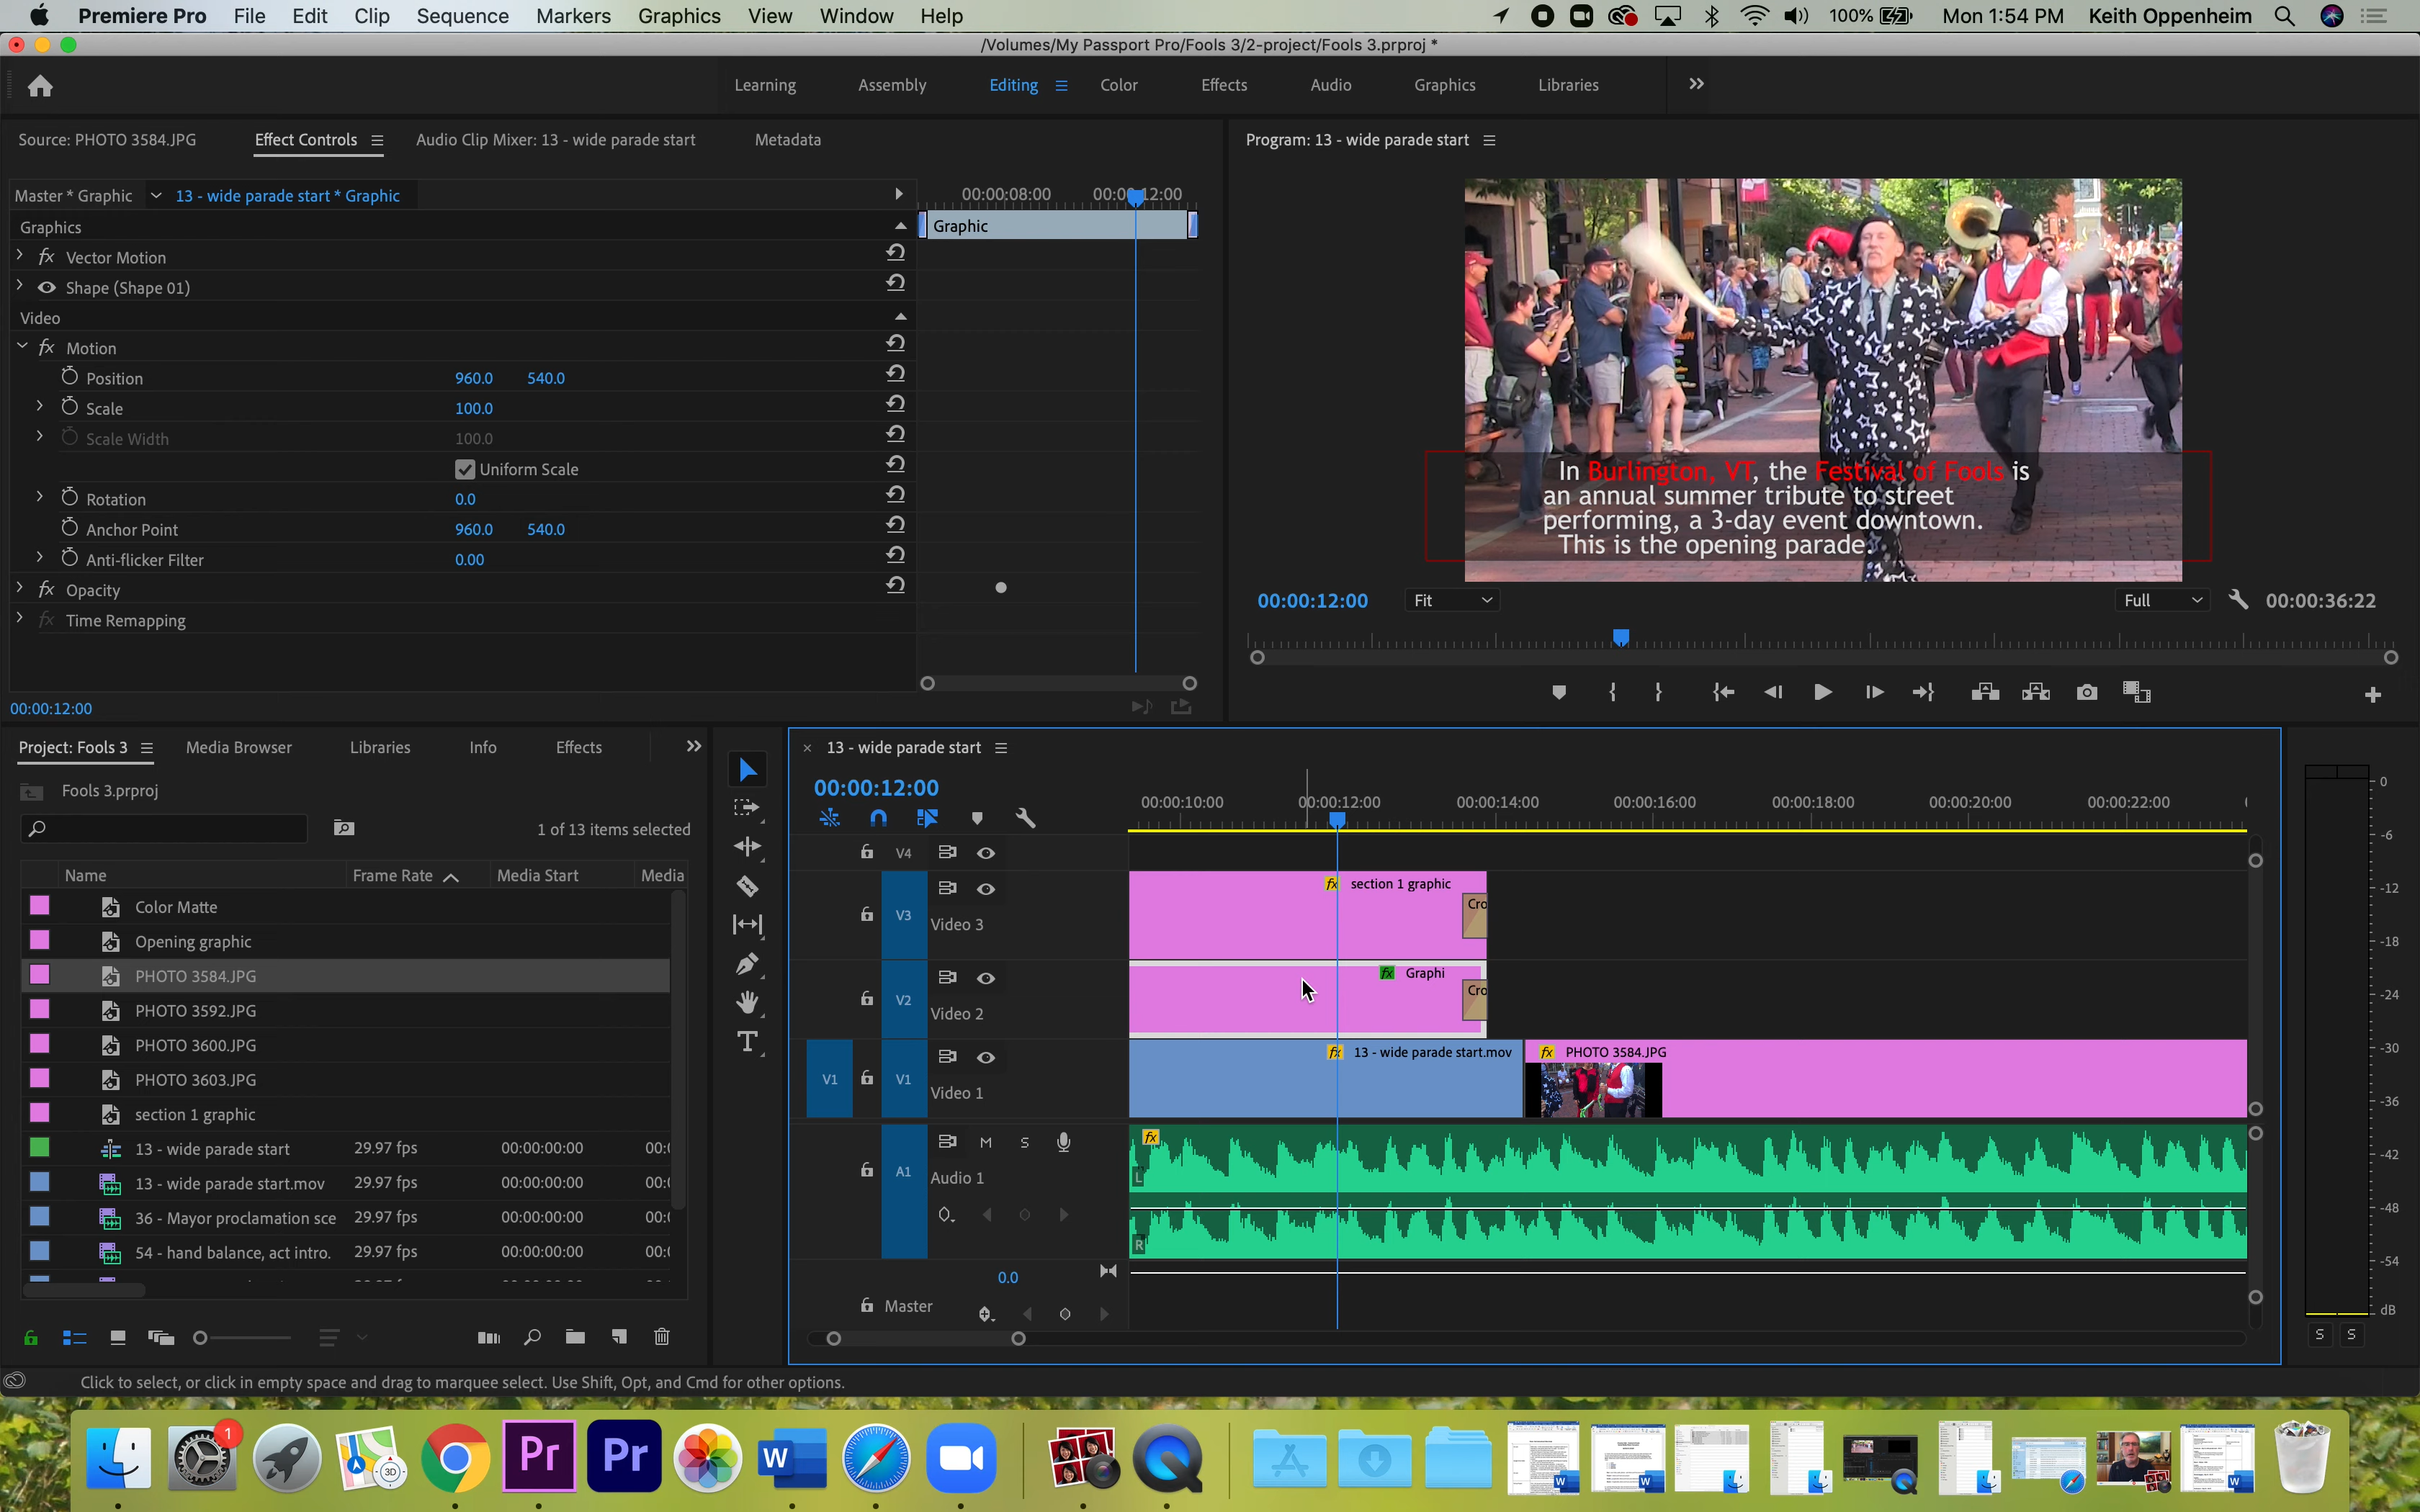 Premiere Pro File Edit Clip Sequence Markers Graphics View Window Help 100% Mon 1:54 PM Keith Oppenheim
/Volumes/My Passport Pro/Fools 3/2-project/Fools 3.prproj *
Learning Assembly Editing Color Effects Audio Graphics Libraries
Source: PHOTO 3584.JPG Effect Controls Audio Clip Mixer: 13 - wide parade start Metadata
Master * Graphic 13 - wide parade start * Graphic
00:00:08:00 00:00:12:00
Graphics
Graphic
fx Vector Motion
Shape (Shape 01)
Video
fx Motion
Position 960.0 540.0
Scale 100.0
Scale Width 100.0
Uniform Scale
Rotation 0.0
Anchor Point 960.0 540.0
Anti-flicker Filter 0.00
fx Opacity
fx Time Remapping
00:00:12:00
Program: 13 - wide parade start
In Burlington, VT, the Festival of Fools is
an annual summer tribute to street
performing, a 3-day event downtown.
This is the opening parade.
00:00:12:00 Fit Full 00:00:36:22
Project: Fools 3 Media Browser Libraries Info Effects
Fools 3.prproj
1 of 13 items selected
Name Frame Rate Media Start Media
Color Matte
Opening graphic
PHOTO 3584.JPG
PHOTO 3592.JPG
PHOTO 3600.JPG
PHOTO 3603.JPG
section 1 graphic
13 - wide parade start 29.97 fps 00:00:00:00 00:
13 - wide parade start.mov 29.97 fps 00:00:00:00 00:
36 - Mayor proclamation sce 29.97 fps 00:00:00:00 00:
54 - hand balance, act intro. 29.97 fps 00:00:00:00 00:
13 - wide parade start
00:00:12:00
00:00:10:00 00:00:12:00 00:00:14:00 00:00:16:00 00:00:18:00 00:00:20:00 00:00:22:00
V4
V3 Video 3 fx section 1 graphic Cro
V2 Video 2 fx Graphi Cro
V1 V1 Video 1 fx 13 - wide parade start.mov fx PHOTO 3584.JPG
A1 M S Audio 1 fx L R
0.0
Master
0
-6
-12
-18
-24
-30
-36
-42
-48
-54
dB
S S
Click to select, or click in empty space and drag to marquee select. Use Shift, Opt, and Cmd for other options.
1 3D Pr Pr W W W W